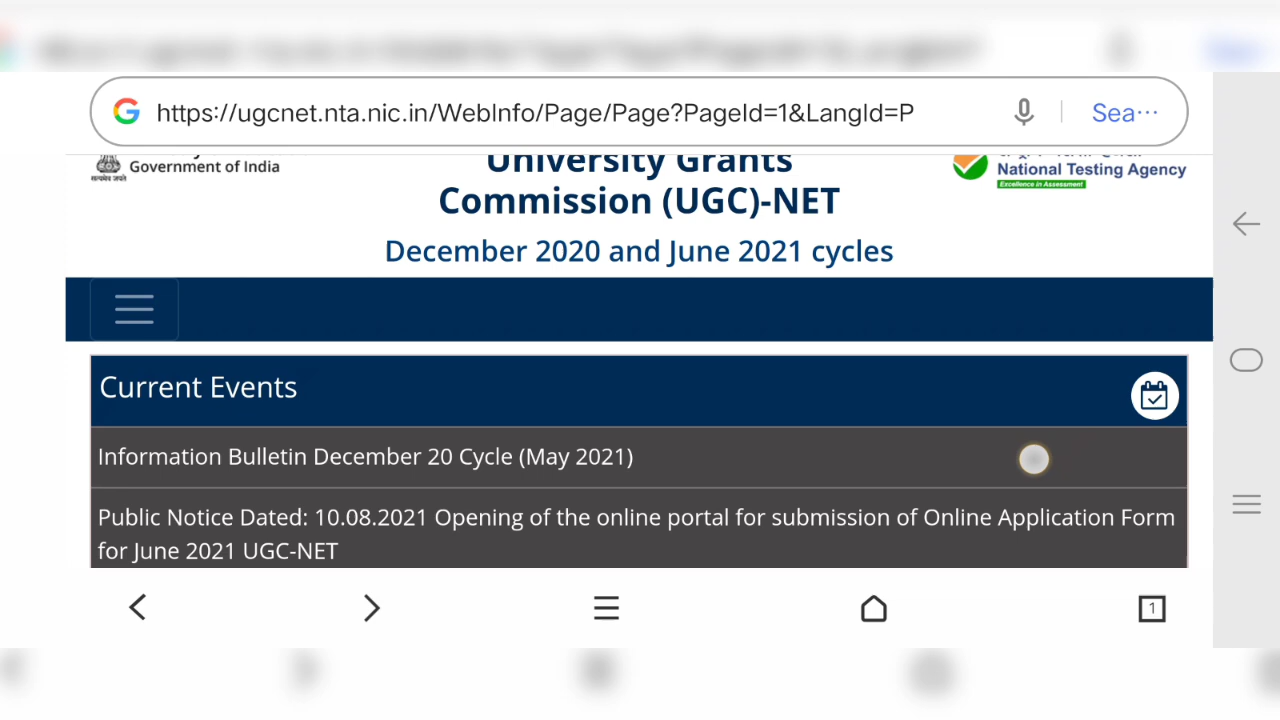 https://ugcnet.nta.nic.in/WebInfo/Page/Page?PageId=1&LangId=P
Sea···
Government of India
सत्यमेव जयते
University Grants
Commission (UGC)-NET
National Testing Agency
Excellence in Assessment
December 2020 and June 2021 cycles
Current Events
Information Bulletin December 20 Cycle (May 2021)
Public Notice Dated: 10.08.2021 Opening of the online portal for submission of Online Application Form
for June 2021 UGC-NET
1